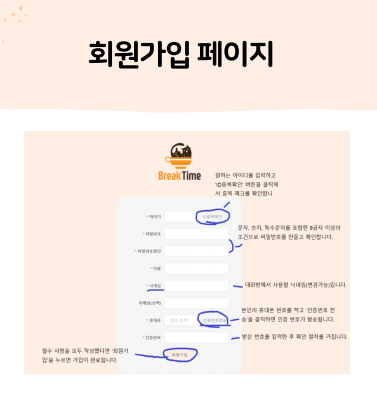 회원가입 페이지
BreakTime
원하는 아이디를 입력하고
'ID중복확인' 버튼을 클릭해
서 중복 체크를 확인합니
* 아이디
ID중복확인
문자, 숫자, 특수문자를 포함한 9글자 이상의
조건으로 비밀번호를 만들고 확인합니다.
* 비밀번호
* 비밀번호확인
* 이름
* 닉네임
대화방에서 사용할 닉네임(변경가능)입니다.
이메일(선택)
본인의 휴대폰 번호를 적고 '인증번호 전
송'을 클릭하면 인증 번호가 발송됩니다.
* 휴대폰
인증번호전송
* 인증번호
받은 번호를 입력한 후 확인 절차를 거칩니다.
필수 사항을 모두 작성했다면 '회원가
입'을 누르면 가입이 완료됩니다.
회원가입